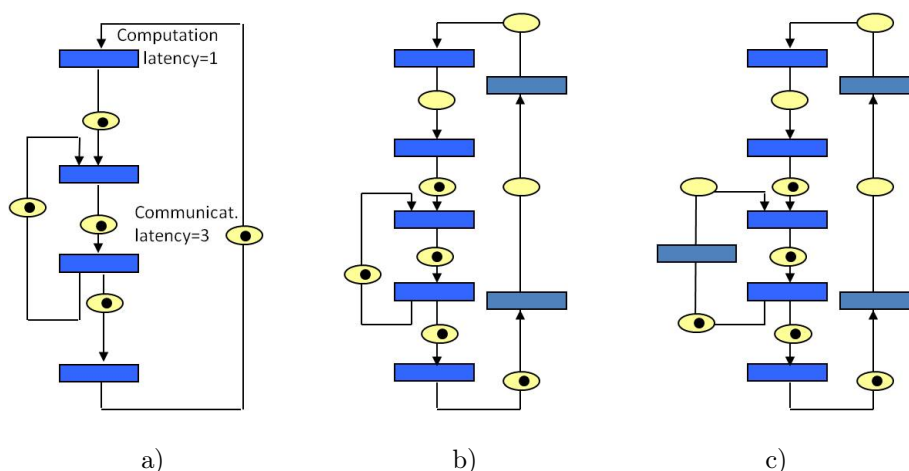 Computation
latency=1
Communicat.
latency=3
a)
b)
c)